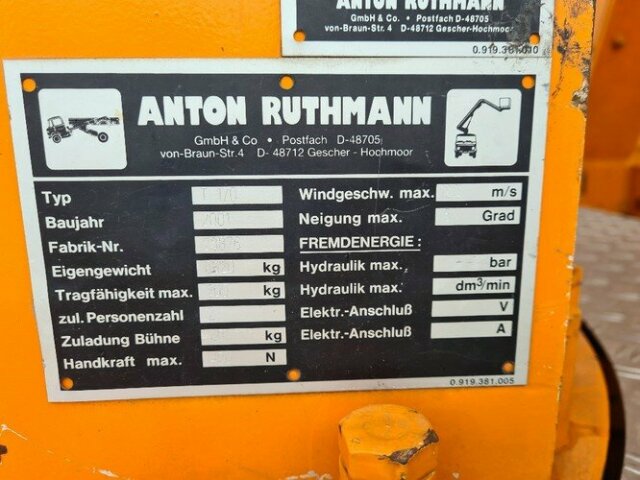 ANTON RUTHMANN
GmbH & Co. • Postfach D-48705
von-Braun-Str. 4 D-48712 Gescher-Hochmoor
0.919.381.010
ANTON RUTHMANN
GmbH & Co • Postfach D-48705
von-Braun-Str.4 D- 48712 Gescher - Hochmoor
Typ
Baujahr
Fabrik-Nr.
Eigengewicht kg
Tragfähigkeit max. kg
zul. Personenzahl
Zuladung Bühne kg
Handkraft max. N
Windgeschw. max. m/s
Neigung max. Grad
FREMDENERGIE :
Hydraulik max. bar
Hydraulik max. dm³/min
Elektr.-Anschluß V
Elektr.-Anschluß A
0.919.381.005